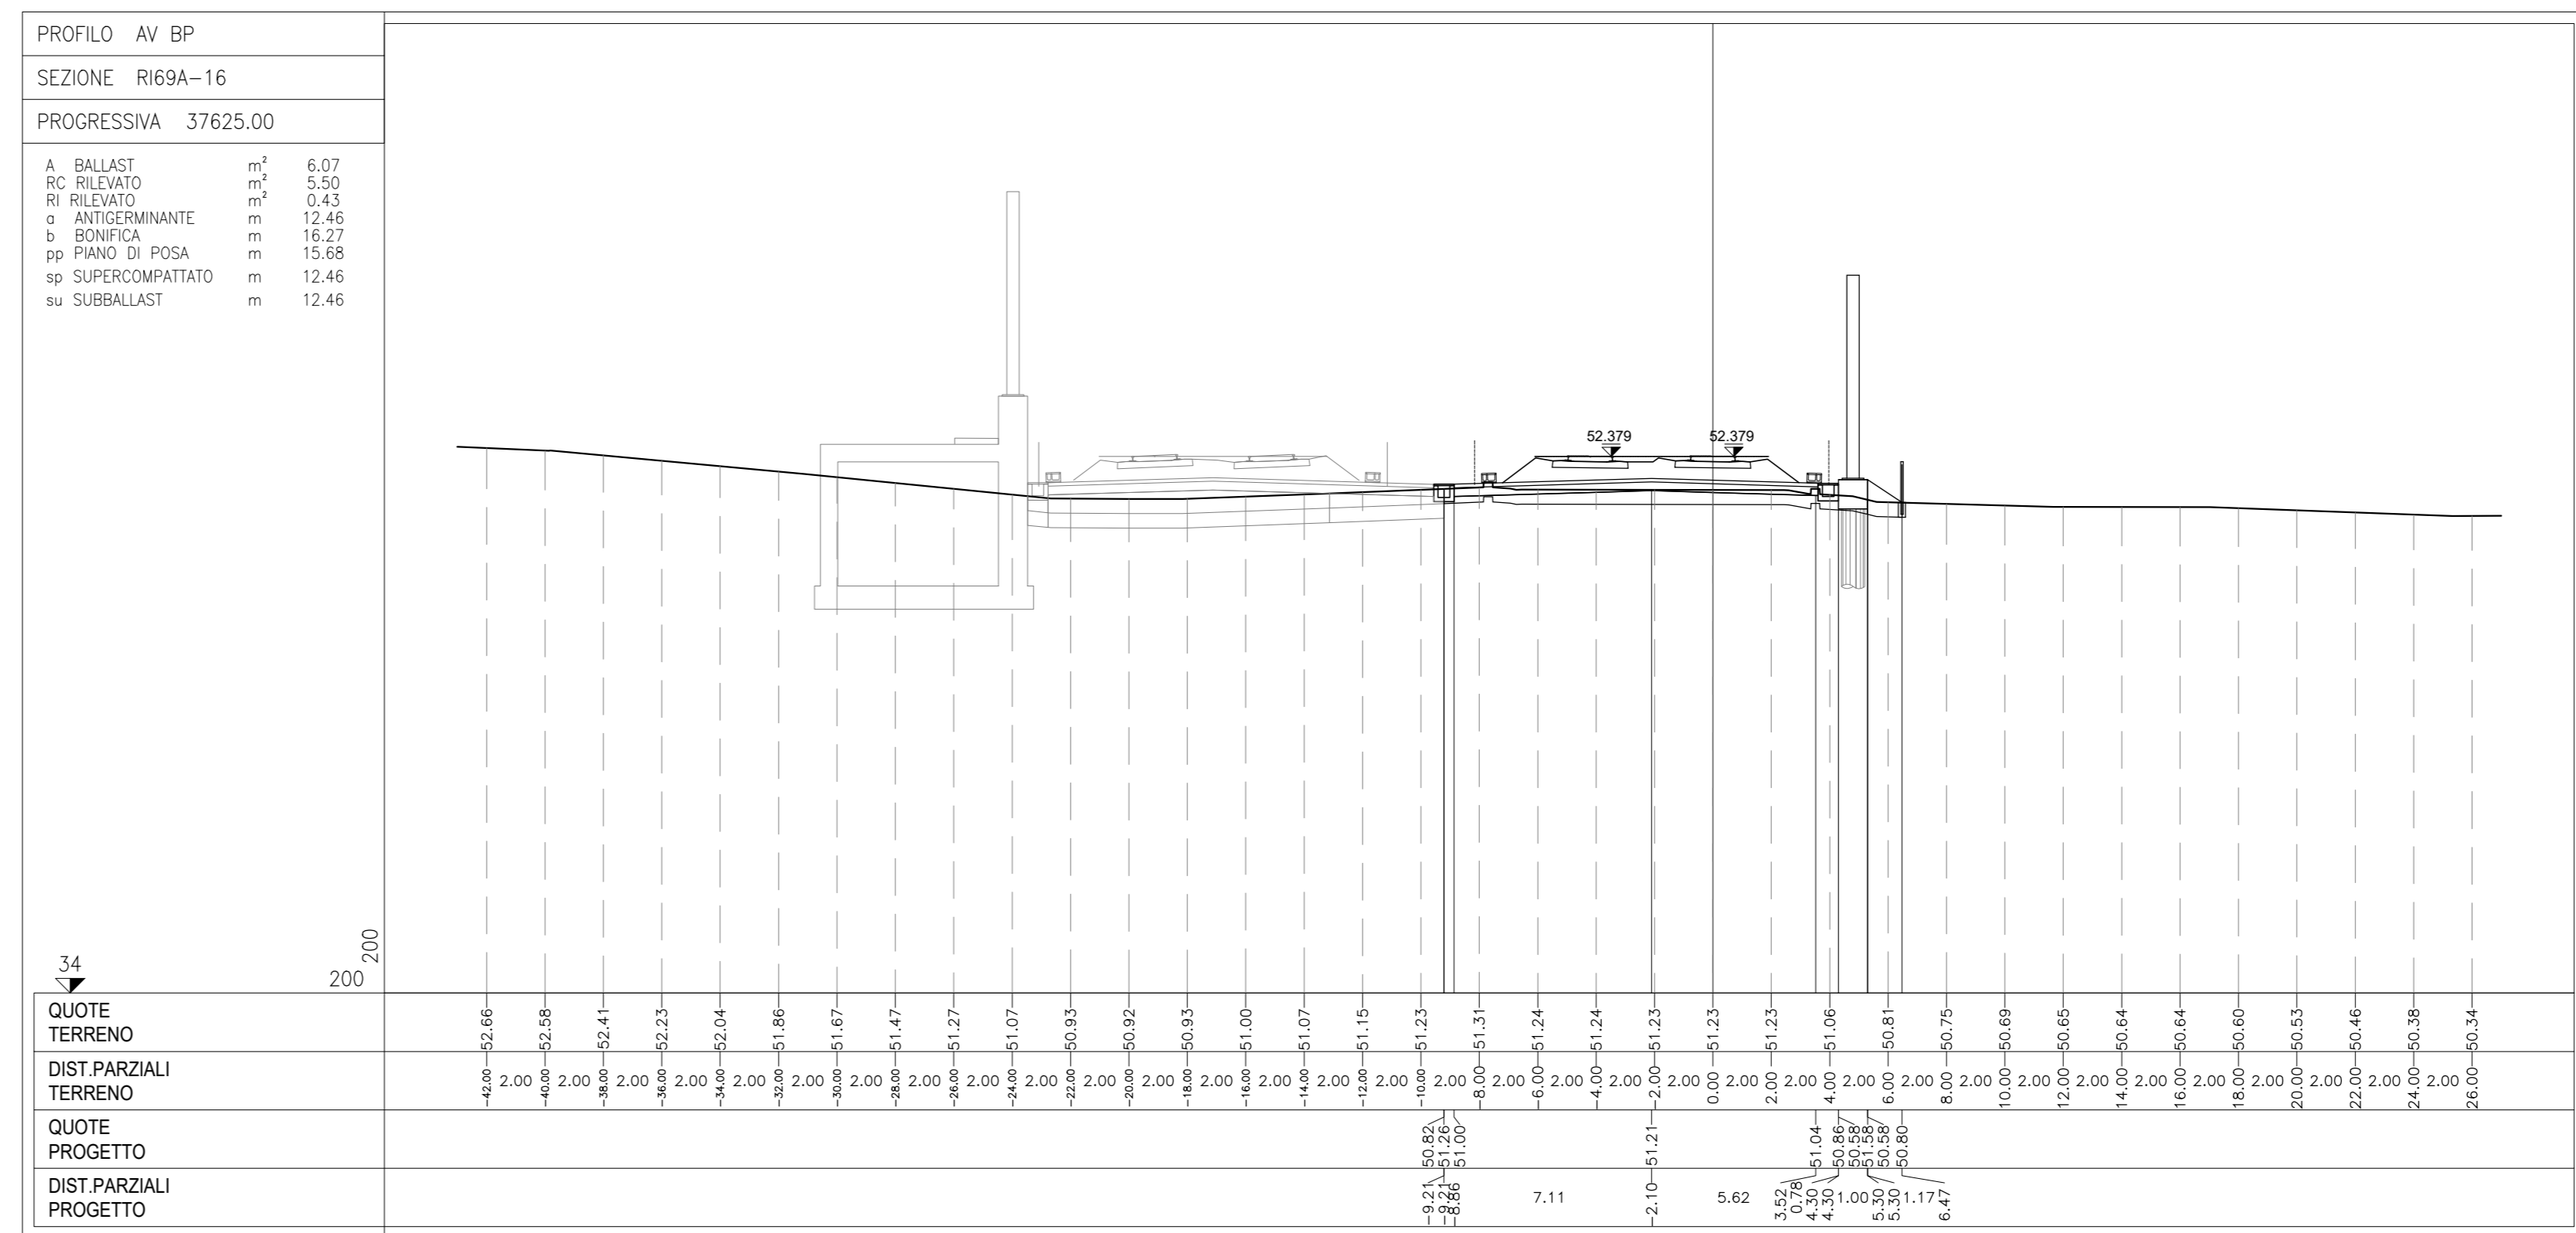 PROFILO AV BP
SEZIONE RI69A-16
PROGRESSIVA 37625.00
A BALLAST m² 6.07
RC RILEVATO m² 5.50
RI RILEVATO m² 0.43
a ANTIGERMINANTE m 12.46
b BONIFICA m 16.27
pp PIANO DI POSA m 15.68
sp SUPERCOMPATTATO m 12.46
su SUBBALLAST m 12.46
52.379 52.379
34
200
200
QUOTE
TERRENO
52.66 52.58 52.41 52.23 52.04 51.86 51.67 51.47 51.27 51.07 50.93 50.92 50.93 51.00 51.07 51.15 51.23 51.31 51.24 51.24 51.23 51.23 51.23 51.06 50.81 50.75 50.69 50.65 50.64 50.64 50.60 50.53 50.46 50.38 50.34
DIST.PARZIALI
TERRENO
-42.00 2.00 -40.00 2.00 -38.00 2.00 -36.00 2.00 -34.00 2.00 -32.00 2.00 -30.00 2.00 -28.00 2.00 -26.00 2.00 -24.00 2.00 -22.00 2.00 -20.00 2.00 -18.00 2.00 -16.00 2.00 -14.00 2.00 -12.00 2.00 -10.00 2.00 -8.00 2.00 -6.00 2.00 -4.00 2.00 -2.00 2.00 0.00 2.00 2.00 2.00 4.00 2.00 6.00 2.00 8.00 2.00 10.00 2.00 12.00 2.00 14.00 2.00 16.00 2.00 18.00 2.00 20.00 2.00 22.00 2.00 24.00 2.00 26.00
QUOTE
PROGETTO
50.82 51.26 51.00 51.21 51.04 50.86 50.58 51.58 50.58 50.80
DIST.PARZIALI
PROGETTO
-9.21 -9.21 -8.86 7.11 -2.10 5.62 3.52 0.78 4.30 4.30 1.00 5.30 5.30 1.17 6.47